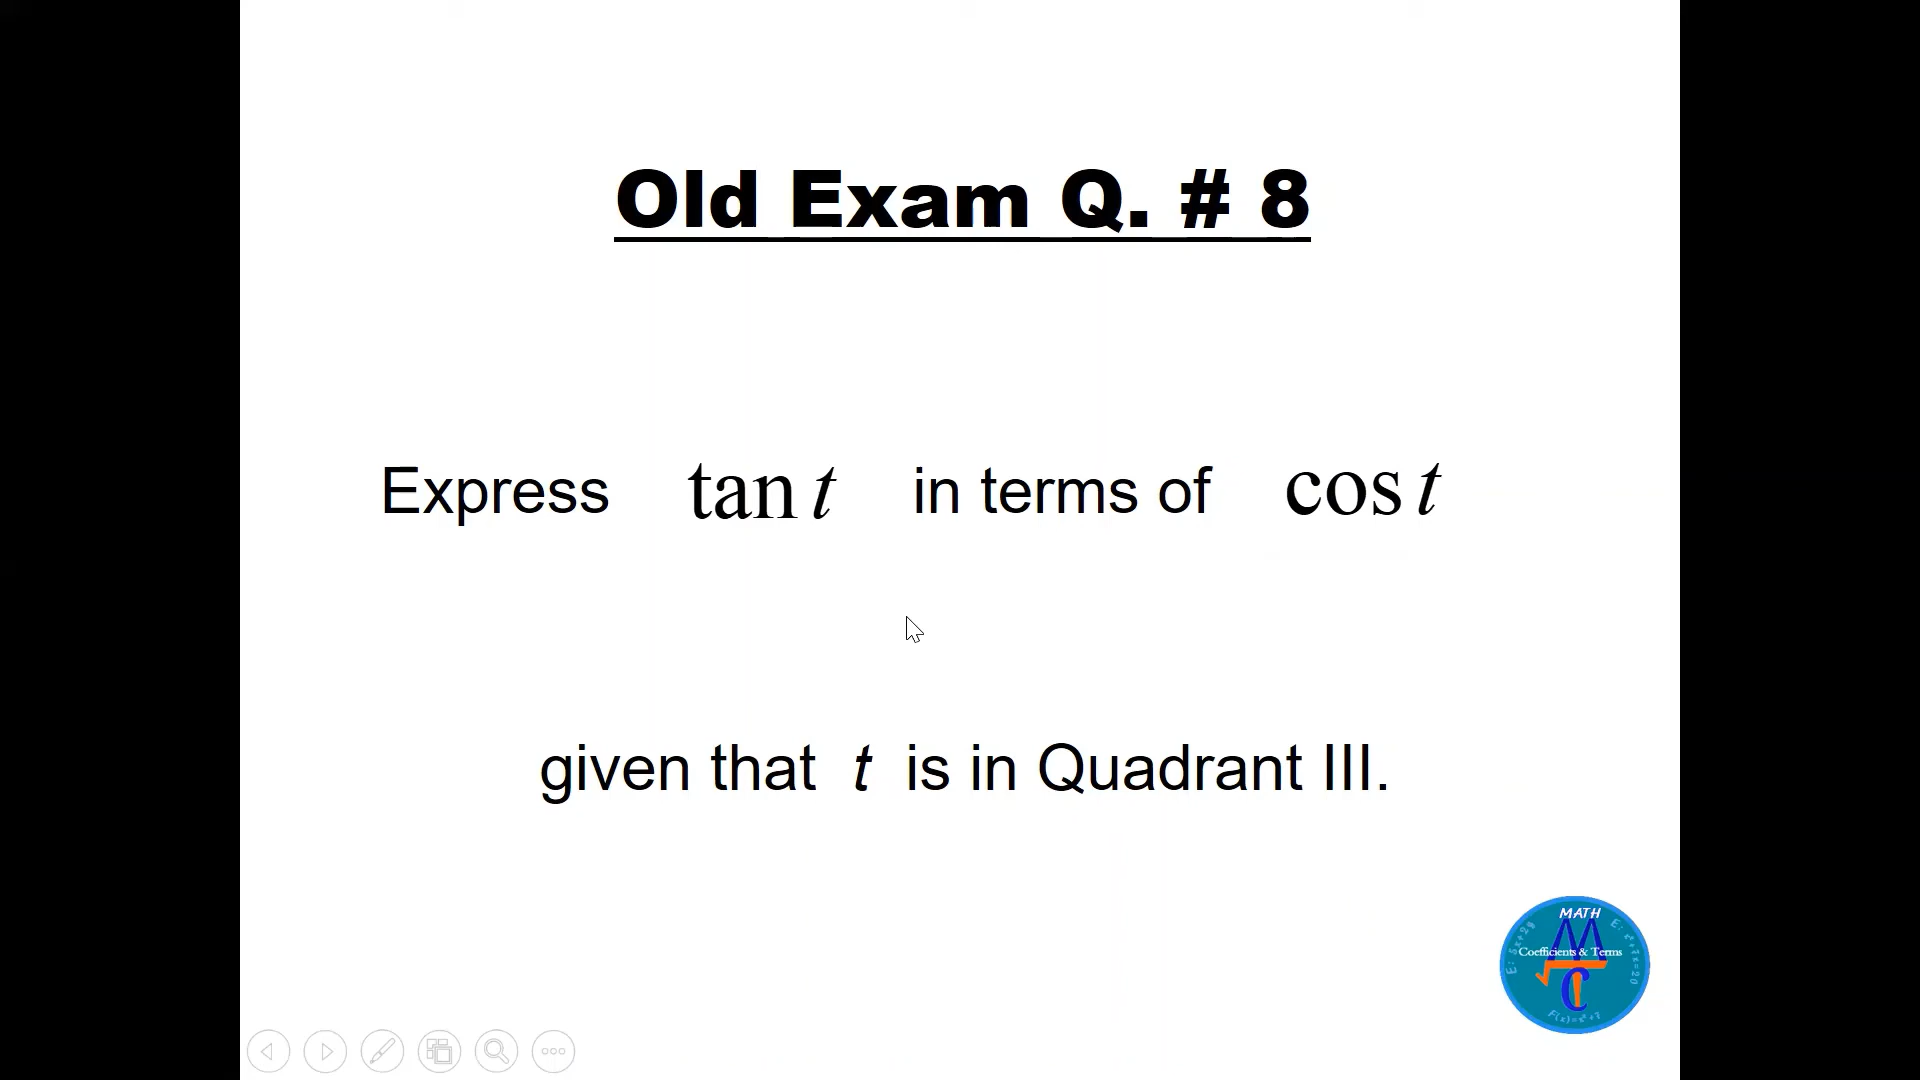 Old Exam Q. # 8
Express tan t in terms of cos t
given that t is in Quadrant III.
MATH
Coefficients & Terms